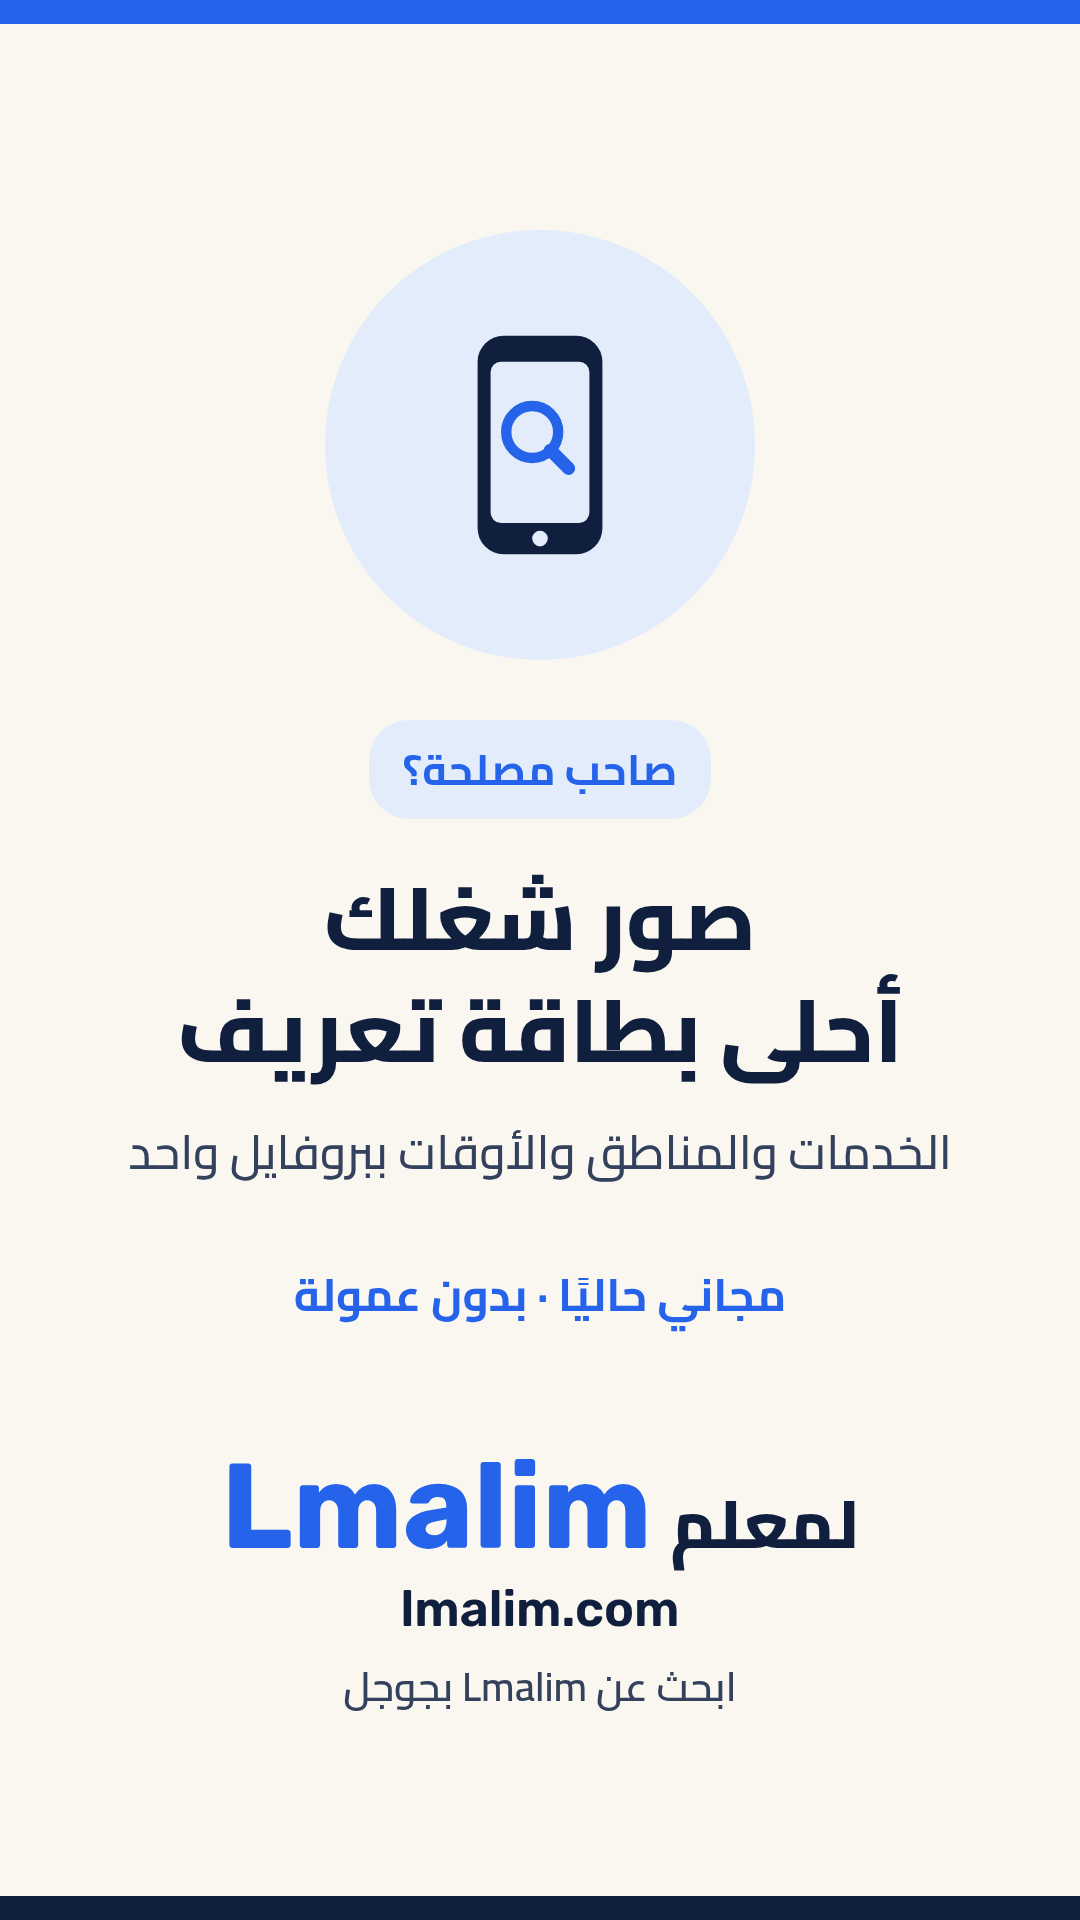 صاحب مصلحة؟
صور شغلك
أحلى بطاقة تعريف
الخدمات والمناطق والأوقات ببروفايل واحد
مجاني حاليًا · بدون عمولة
لمعلم Lmalim
lmalim.com
ابحث عن Lmalim بجوجل